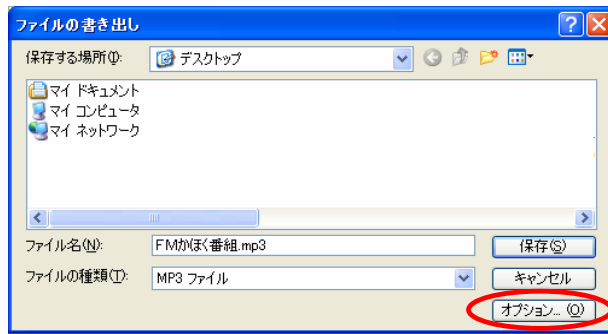 ファイルの書き出し
保存する場所(I):
デスクトップ
マイ ドキュメント
マイ コンピュータ
マイ ネットワーク
ファイル名(N):
FMかほく番組.mp3
保存(S)
ファイルの種類(T):
MP3 ファイル
キャンセル
オプション... (O)